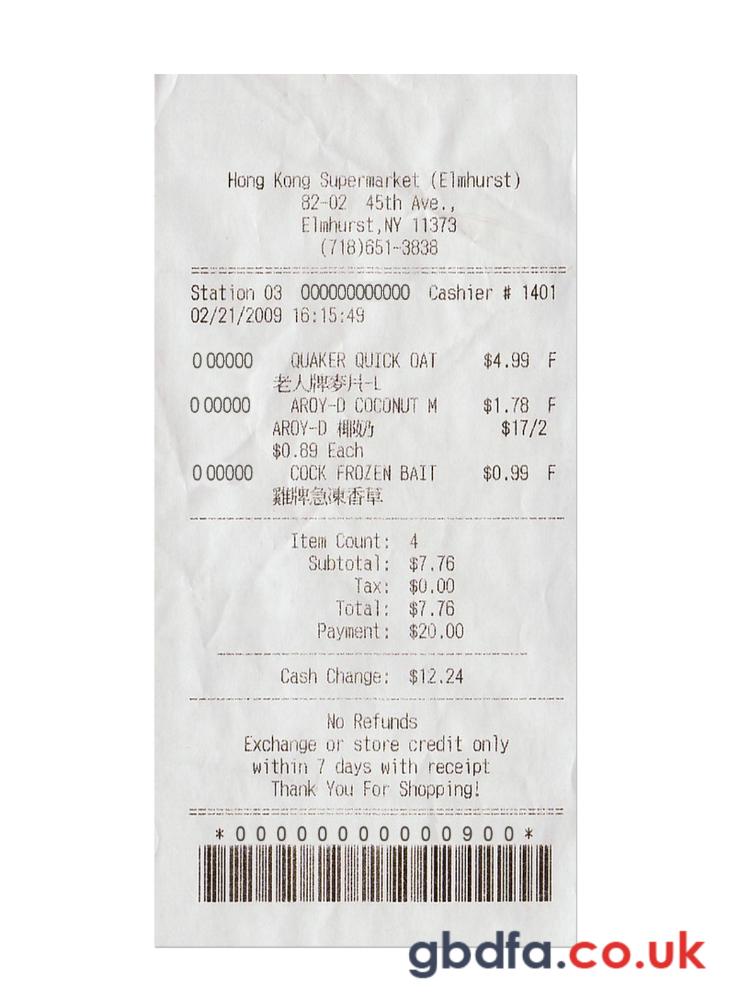 Hong Kong Supermarket (Elmhurst)
82-02 45th Ave.,
Elmhurst,NY 11373
(718)651-3838
Station 03 000000000000 Cashier # 1401
02/21/2009 16:15:49
0 00000 QUAKER QUICK OAT $4.99 F
老人牌麥片-L
0 00000 AROY-D COCONUT M $1.78 F
AROY-D 椰奶 $17/2
$0.89 Each
0 00000 COCK FROZEN BAIT $0.99 F
雞牌急凍香草
Item Count: 4
Subtotal: $7.76
Tax: $0.00
Total: $7.76
Payment: $20.00
Cash Change: $12.24
No Refunds
Exchange or store credit only
within 7 days with receipt
Thank You For Shopping!
*00000000000900*
gbdfa.co.uk